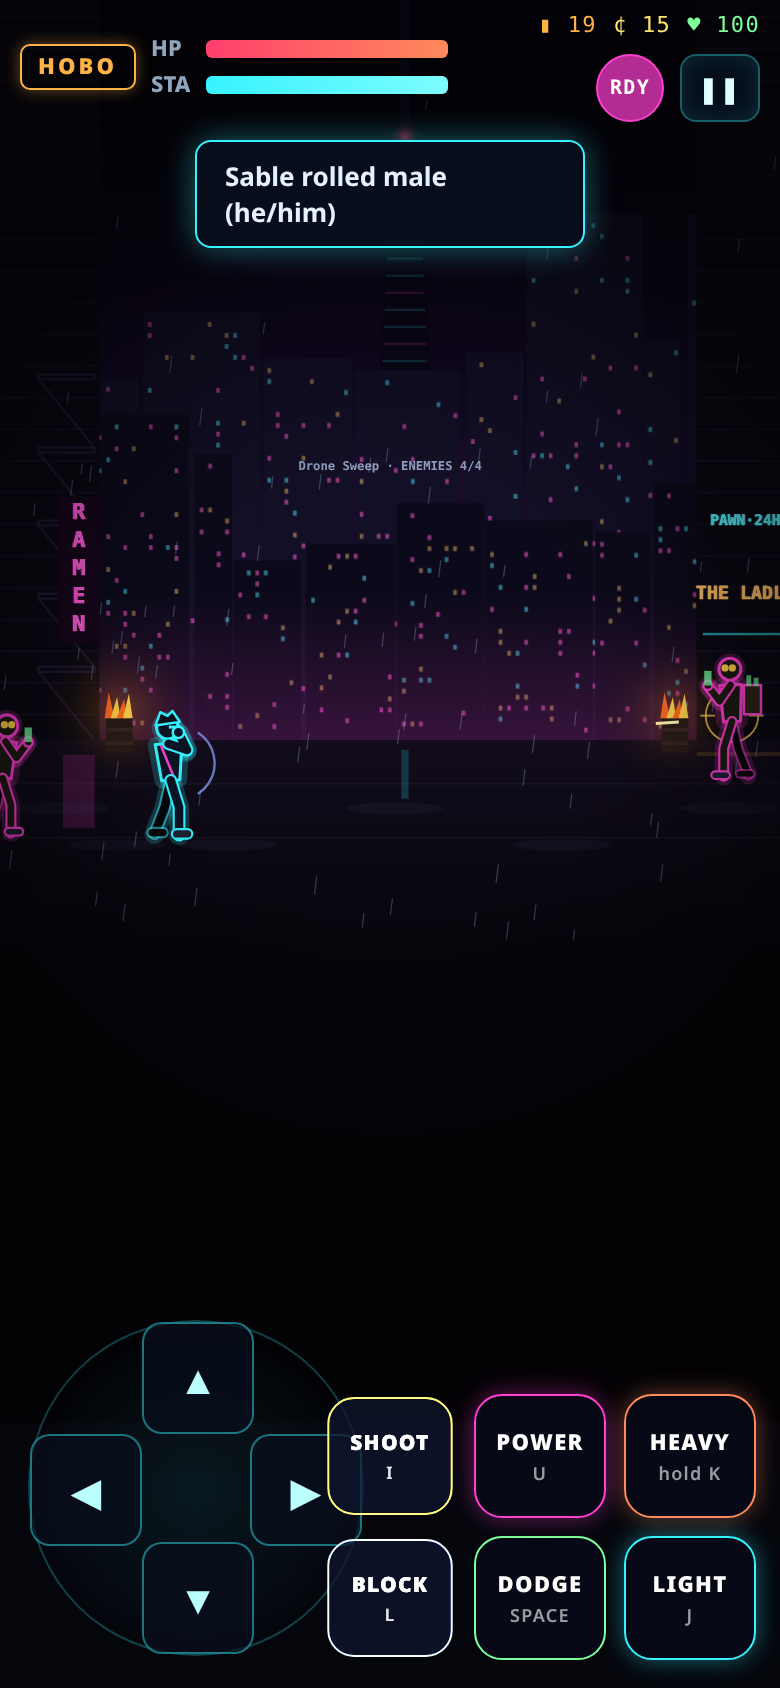 ▮ 19 ¢ 15 ♥ 100
HOBO
HP
STA
RDY
❚❚
Sable rolled male
(he/him)
Drone Sweep · ENEMIES 4/4
RAMEN
PAWN·24H
THE LADL
▲
◀
▶
▼
SHOOT
I
POWER
U
HEAVY
hold K
BLOCK
L
DODGE
SPACE
LIGHT
J